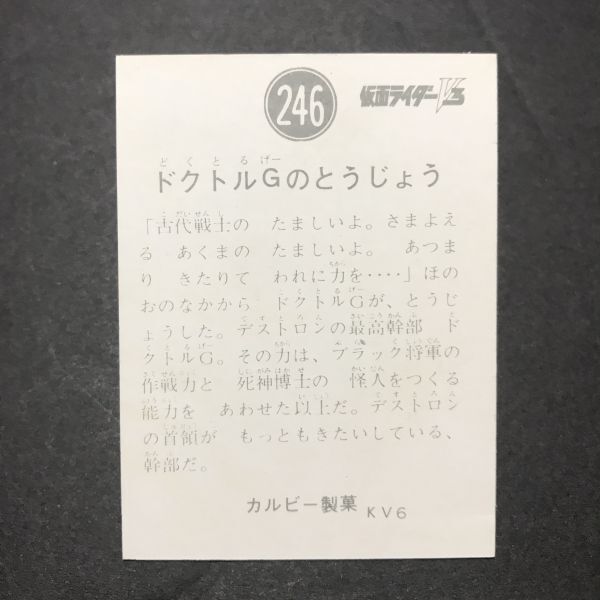 246
仮面ライダーV3
どくとるげー
ドクトルGのとうじょう
「古代戦士の たましいよ。さまよえ
る あくまの たましいよ。 あつま
り きたりて われに力を‥‥」ほの
おのなかから ドクトルGが、とうじ
ょうした。デストロンの最高幹部 ド
クトルG。その力は、ブラック将軍の
作戦力と 死神博士の 怪人をつくる
能力を あわせた以上だ。デストロン
の首領が もっともきたいしている、
幹部だ。
カルビー製菓 KV6